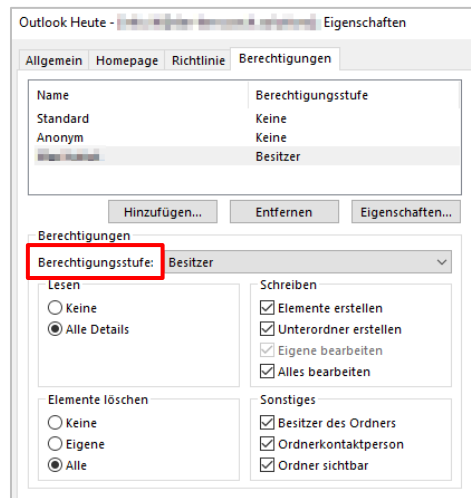 Outlook Heute - Eigenschaften
Allgemein Homepage Richtlinie Berechtigungen
Name Berechtigungsstufe
Standard Keine
Anonym Keine
Besitzer
Hinzufügen... Entfernen Eigenschaften...
Berechtigungen
Berechtigungsstufe: Besitzer
Lesen Schreiben
Keine Elemente erstellen
Alle Details Unterordner erstellen
Eigene bearbeiten
Alles bearbeiten
Elemente löschen Sonstiges
Keine Besitzer des Ordners
Eigene Ordnerkontaktperson
Alle Ordner sichtbar